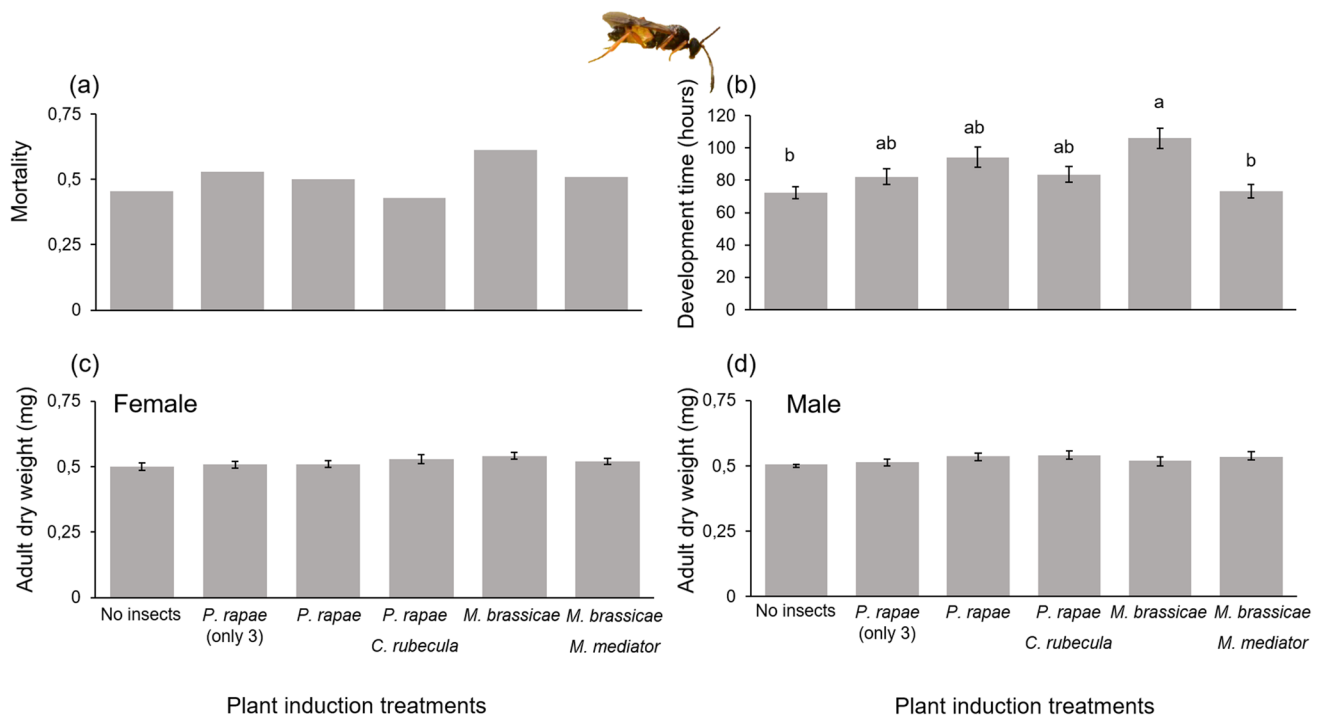 (a)
0,75
0,5
0,25
0
Mortality
(b)
120
100
80
60
40
20
0
Development time (hours)
b
ab
ab
ab
a
b
(c)
0,75
0,5
0,25
0
Adult dry weight (mg)
Female
No insects
P. rapae
(only 3)
P. rapae
P. rapae
C. rubecula
M. brassicae
M. brassicae
M. mediator
Plant induction treatments
(d)
0,75
0,5
0,25
0
Adult dry weight (mg)
Male
No insects
P. rapae
(only 3)
P. rapae
P. rapae
C. rubecula
M. brassicae
M. brassicae
M. mediator
Plant induction treatments